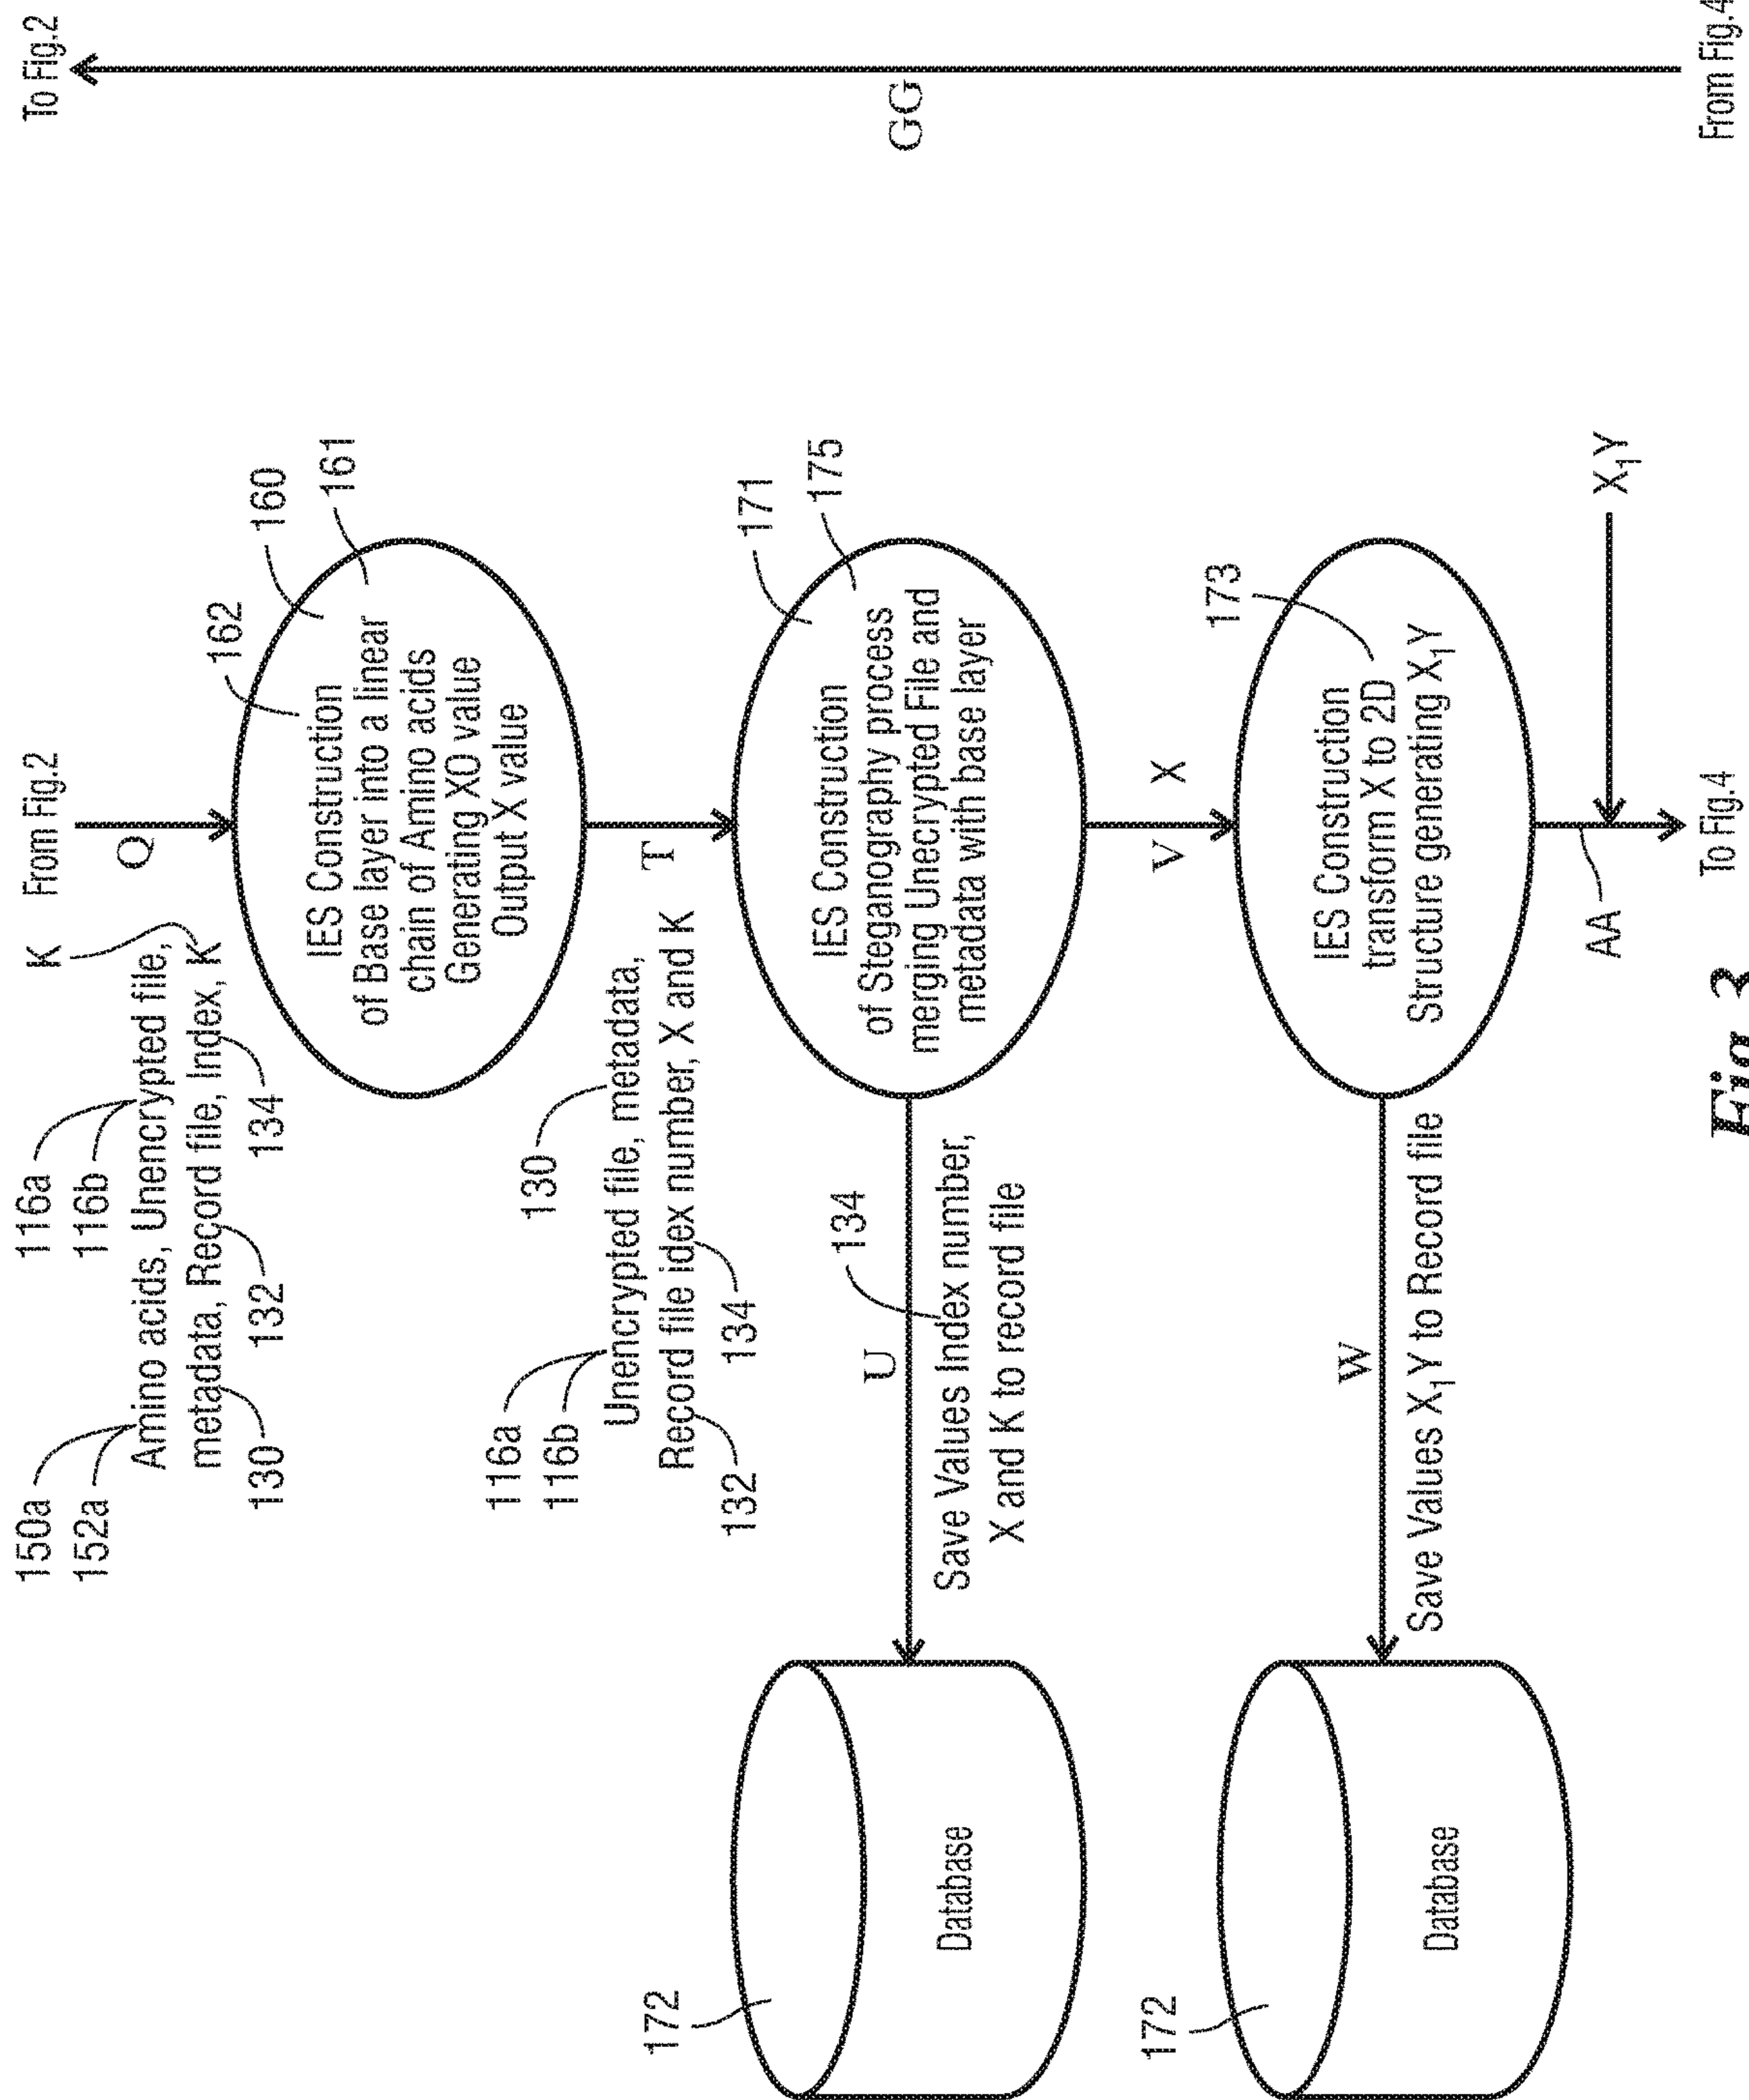 From Fig.2
To Fig.2
150a
152a
116a
116b
K
Q
Amino acids, Unencrypted file,
metadata, Record file, Index, K
130
132
134
162
160
161
IES Construction
of Base layer into a linear
chain of Amino acids
Generating XO value
Output X value
116a
116b
130
T
Unencrypted file, metadata,
Record file idex number, X and K
132
134
171
175
IES Construction
of Steganography process
merging Unecrypted File and
metadata with base layer
GG
172
Database
U
134
Save Values Index number,
X and K to record file
V
X
173
IES Construction
transform X to 2D
Structure generating X₁Y
172
Database
W
Save Values X₁Y to Record file
AA
X₁Y
To Fig.4
From Fig.4
Fig. 3